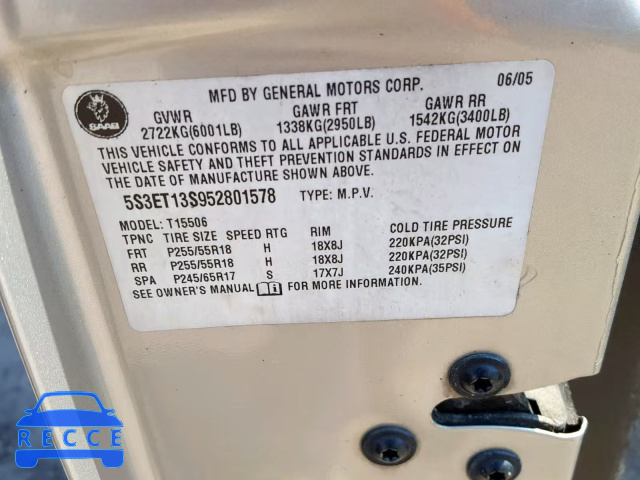 MFD BY GENERAL MOTORS CORP. 06/05
SAAB
GVWR GAWR FRT GAWR RR
2722KG(6001LB) 1338KG(2950LB) 1542KG(3400LB)
THIS VEHICLE CONFORMS TO ALL APPLICABLE U.S. FEDERAL MOTOR
VEHICLE SAFETY AND THEFT PREVENTION STANDARDS IN EFFECT ON
THE DATE OF MANUFACTURE SHOWN ABOVE.
5S3ET13S952801578 TYPE: M.P.V.
MODEL: T15506
TPNC TIRE SIZE SPEED RTG RIM COLD TIRE PRESSURE
FRT P255/55R18 H 18X8J 220KPA(32PSI)
RR P255/55R18 H 18X8J 220KPA(32PSI)
SPA P245/65R17 S 17X7J 240KPA(35PSI)
SEE OWNER'S MANUAL FOR MORE INFORMATION.
RECCE